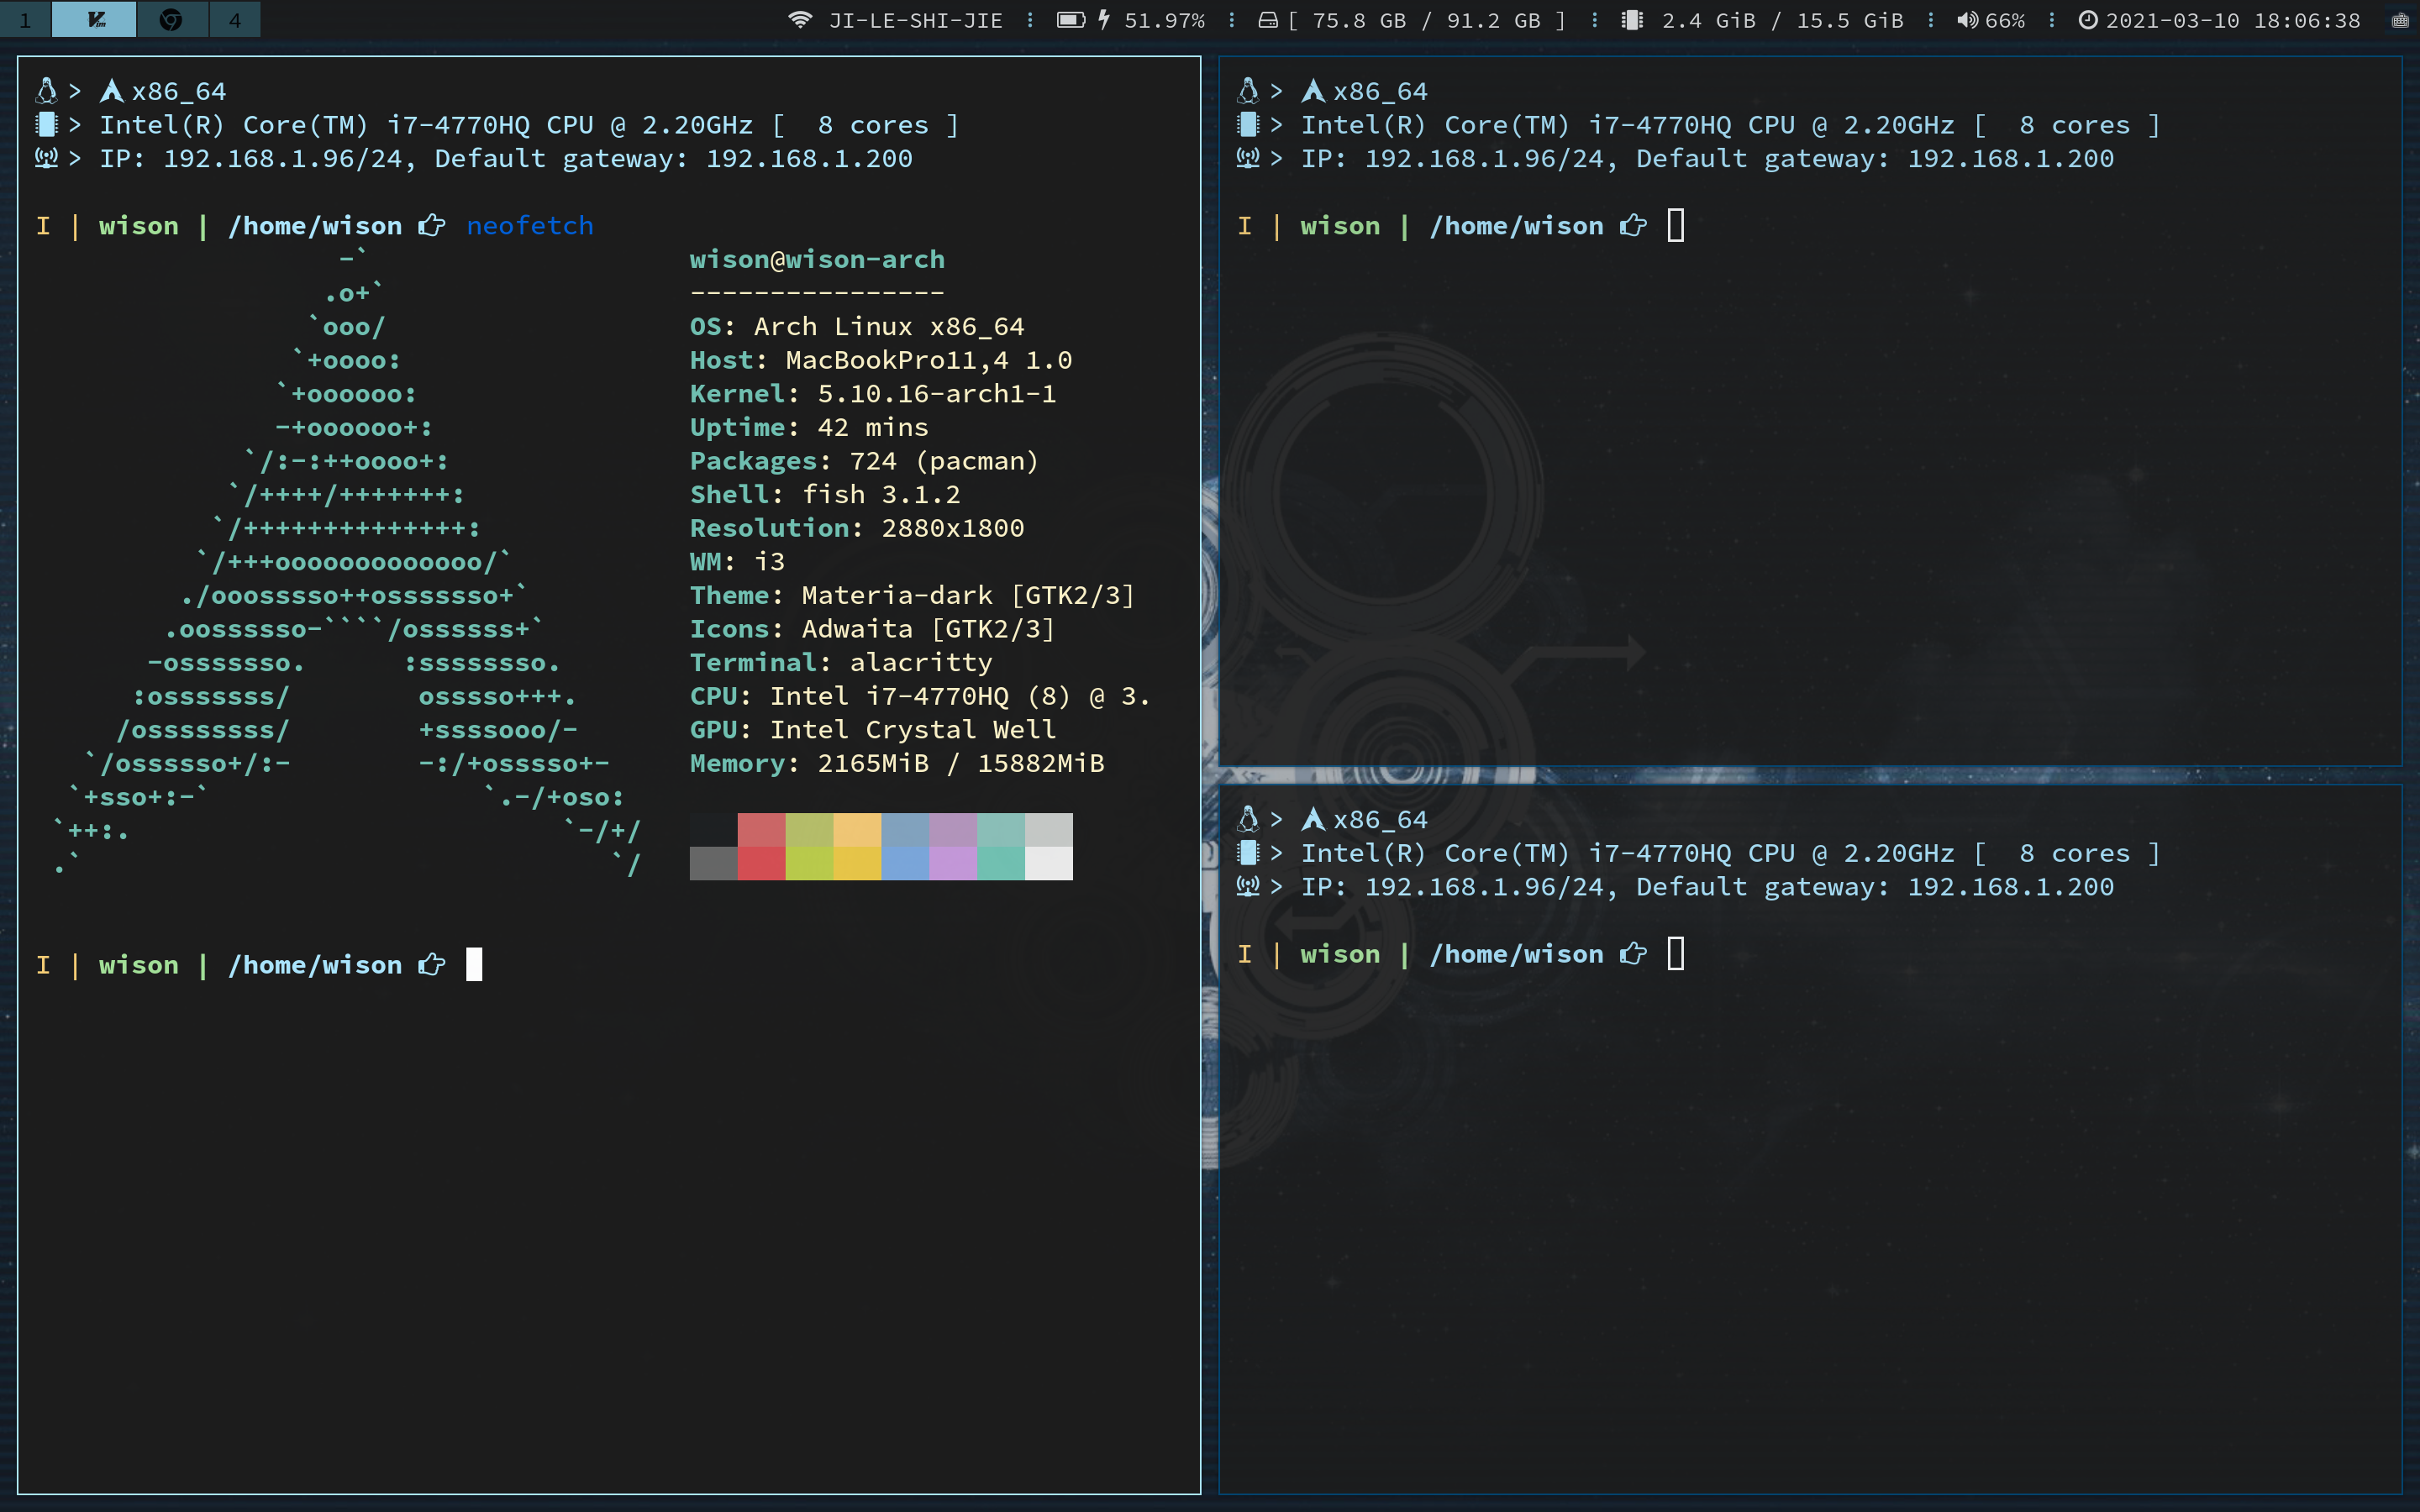 1 4 JI-LE-SHI-JIE 51.97% [ 75.8 GB / 91.2 GB ] 2.4 GiB / 15.5 GiB 66% 2021-03-10 18:06:38
> x86_64
> Intel(R) Core(TM) i7-4770HQ CPU @ 2.20GHz [  8 cores ]
> IP: 192.168.1.96/24, Default gateway: 192.168.1.200
I | wison | /home/wison neofetch
-`
.o+`
`ooo/
`+oooo:
`+oooooo:
-+oooooo+:
`/:-:++oooo+:
`/++++/+++++++:
`/++++++++++++++:
`/+++ooooooooooooo/`
./ooosssso++osssssso+`
.oossssso-````/ossssss+`
-osssssso.      :ssssssso.
:osssssss/        osssso+++.
/ossssssss/        +ssssooo/-
`/ossssso+/:-        -:/+osssso+-
`+sso+:-`                 `.-/+oso:
`++:.                           `-/+/
.`                                 `/
wison@wison-arch
----------------
OS: Arch Linux x86_64
Host: MacBookPro11,4 1.0
Kernel: 5.10.16-arch1-1
Uptime: 42 mins
Packages: 724 (pacman)
Shell: fish 3.1.2
Resolution: 2880x1800
WM: i3
Theme: Materia-dark [GTK2/3]
Icons: Adwaita [GTK2/3]
Terminal: alacritty
CPU: Intel i7-4770HQ (8) @ 3.
GPU: Intel Crystal Well
Memory: 2165MiB / 15882MiB
I | wison | /home/wison
> x86_64
> Intel(R) Core(TM) i7-4770HQ CPU @ 2.20GHz [  8 cores ]
> IP: 192.168.1.96/24, Default gateway: 192.168.1.200
I | wison | /home/wison
> x86_64
> Intel(R) Core(TM) i7-4770HQ CPU @ 2.20GHz [  8 cores ]
> IP: 192.168.1.96/24, Default gateway: 192.168.1.200
I | wison | /home/wison